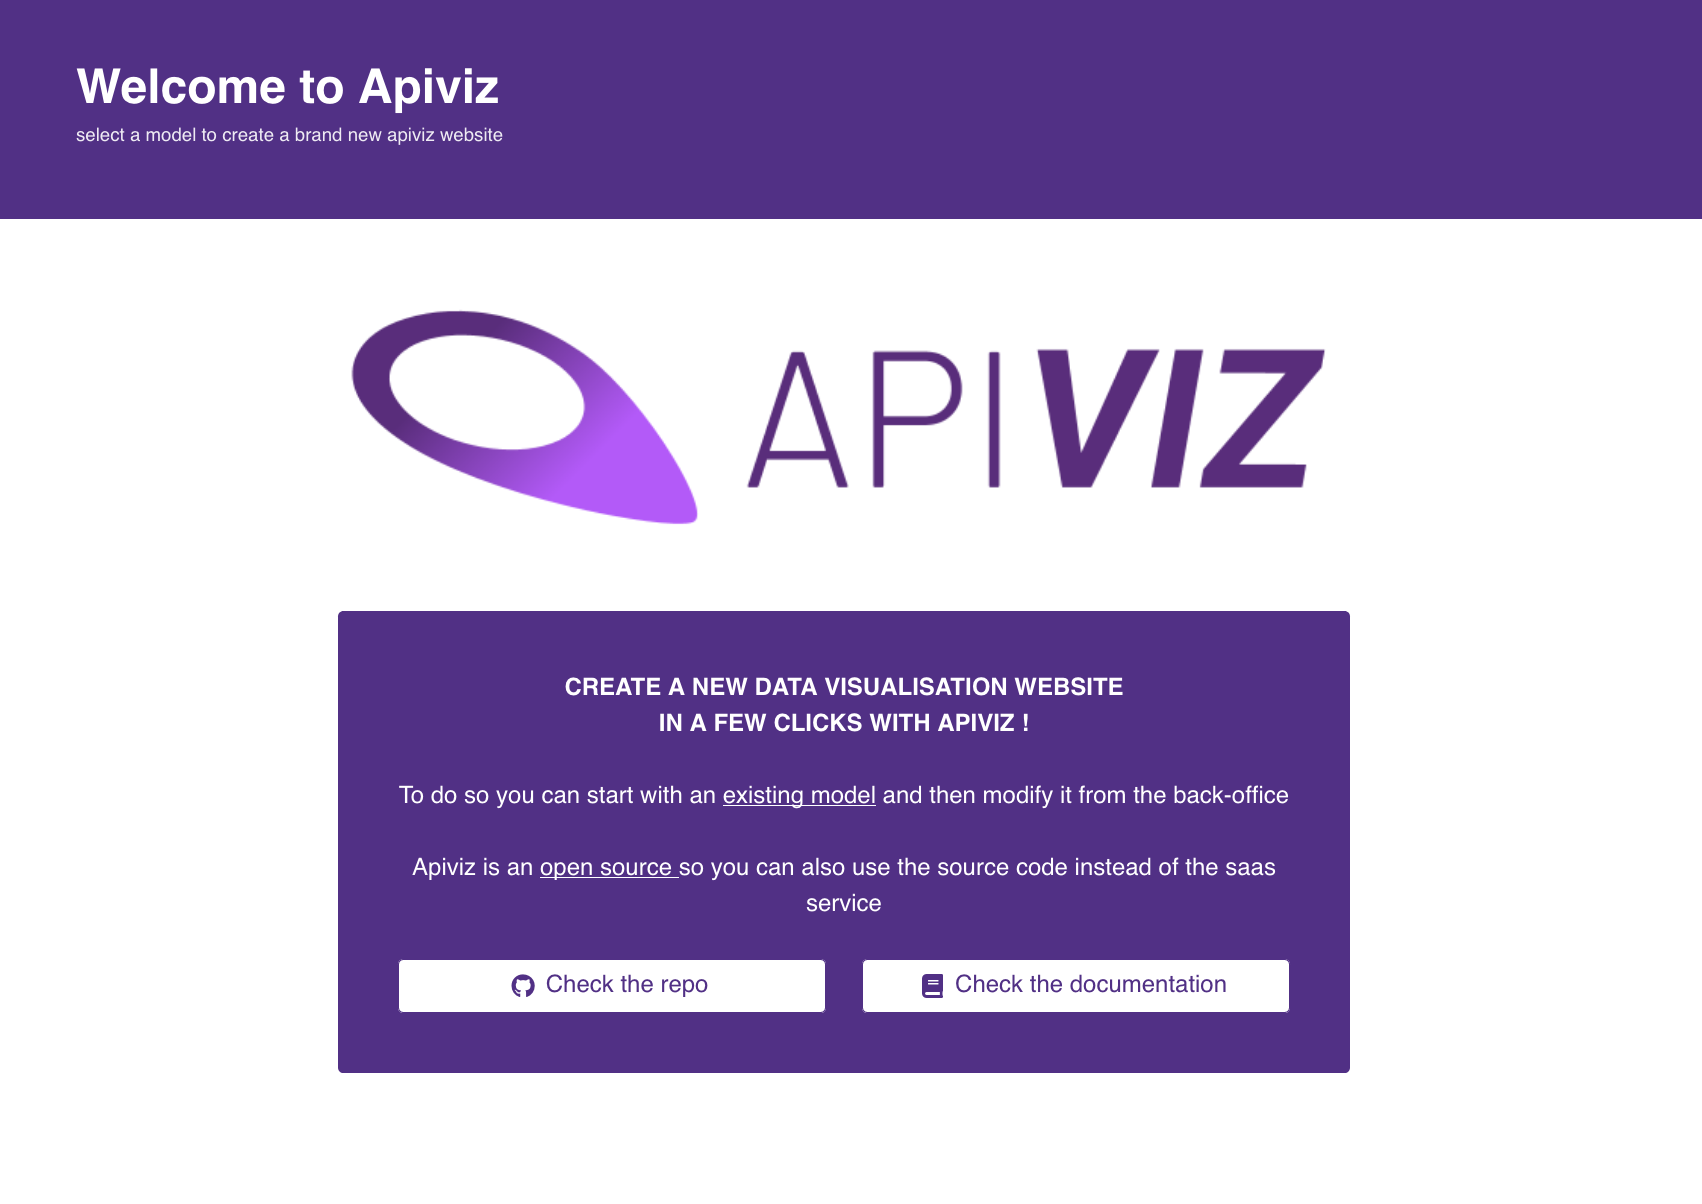 Welcome to Apiviz
select a model to create a brand new apiviz website
APIVIZ
CREATE A NEW DATA VISUALISATION WEBSITE
IN A FEW CLICKS WITH APIVIZ !
To do so you can start with an existing model and then modify it from the back-office
Apiviz is an open source so you can also use the source code instead of the saas
service
Check the repo
Check the documentation